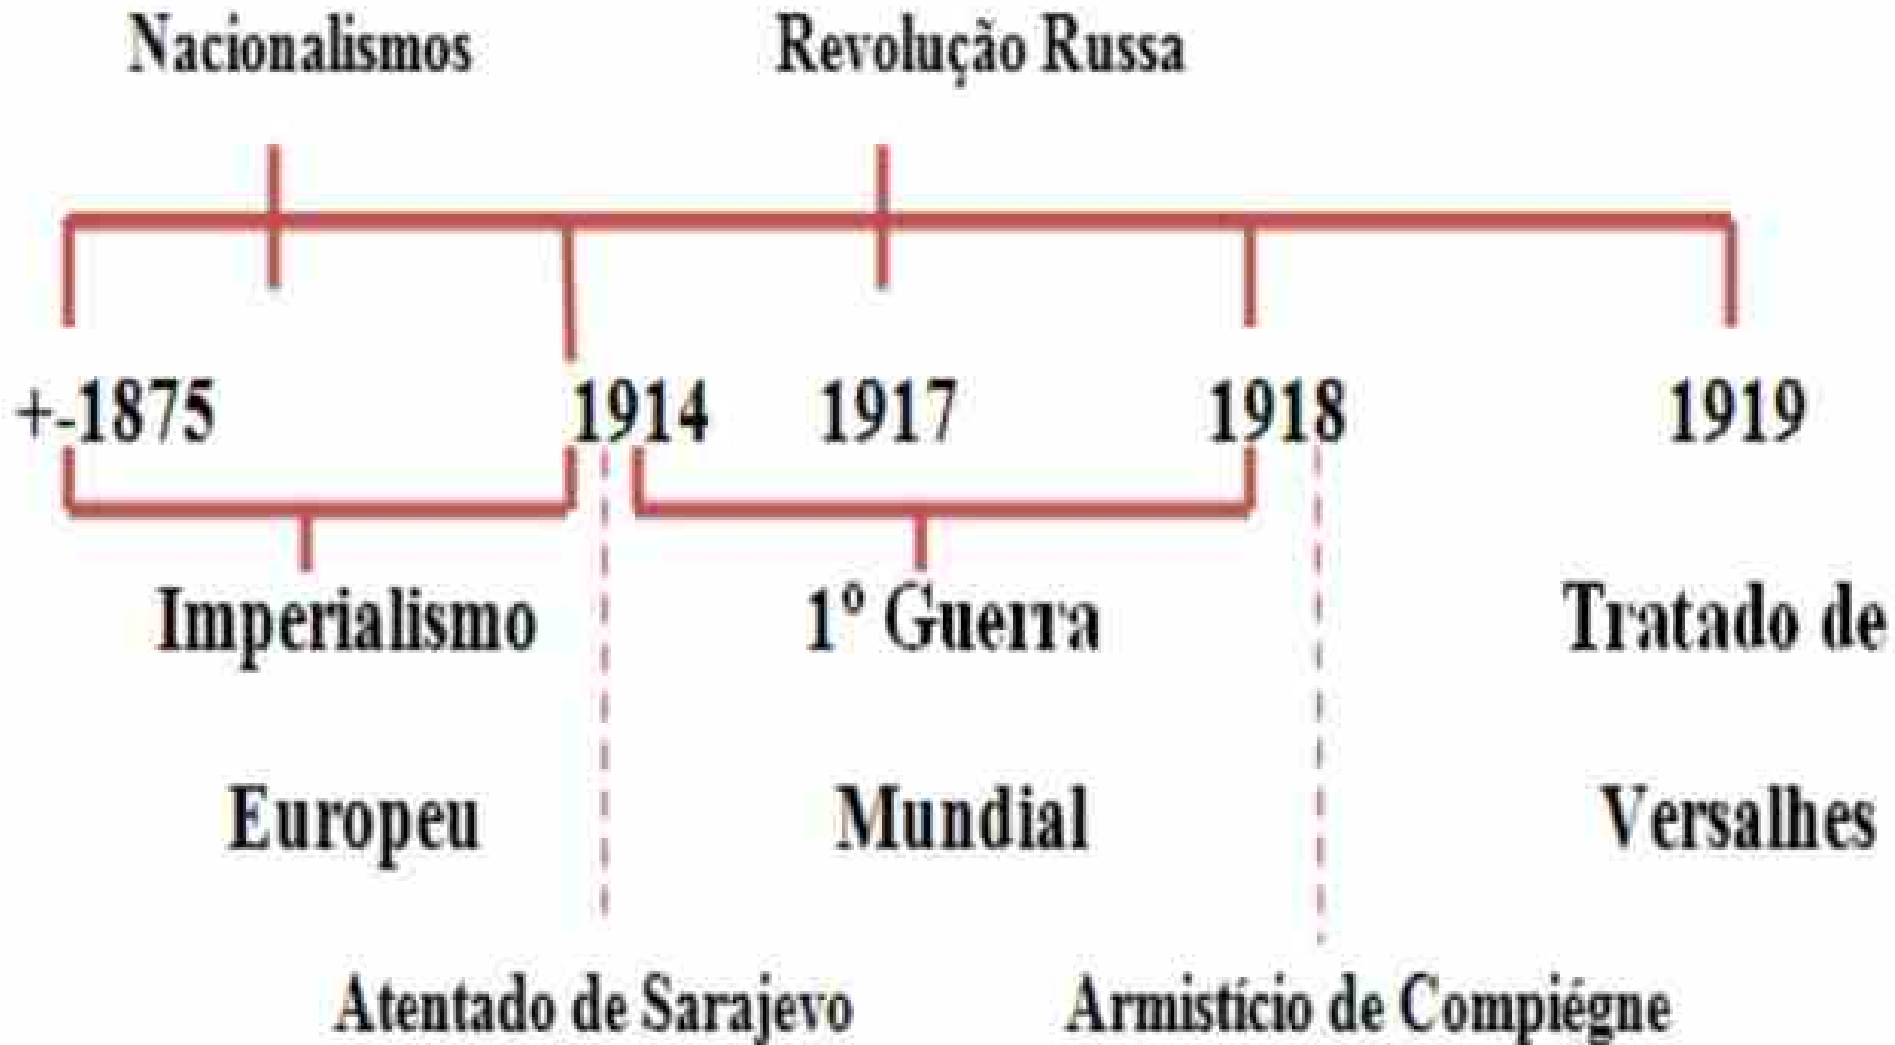 Nacionalismos Revolução Russa
+-1875 1914 1917 1918 1919
Imperialismo 1º Guerra Tratado de
Europeu Mundial Versalhes
Atentado de Sarajevo Armistício de Compiégne